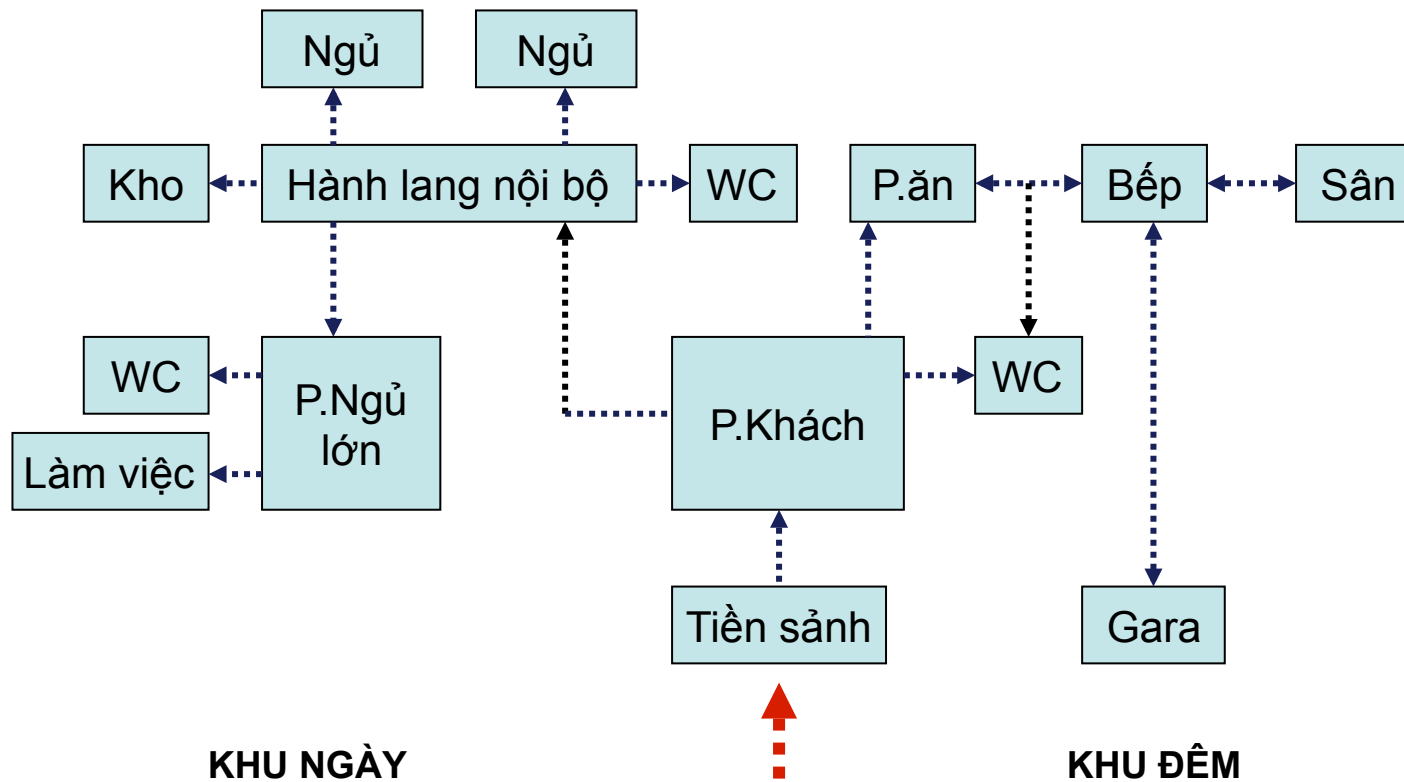 Ngủ
Ngủ
Kho
Hành lang nội bộ
WC
P.ăn
Bếp
Sân
WC
P.Ngủ
lớn
P.Khách
WC
Làm việc
Tiền sảnh
Gara
KHU NGÀY
KHU ĐÊM